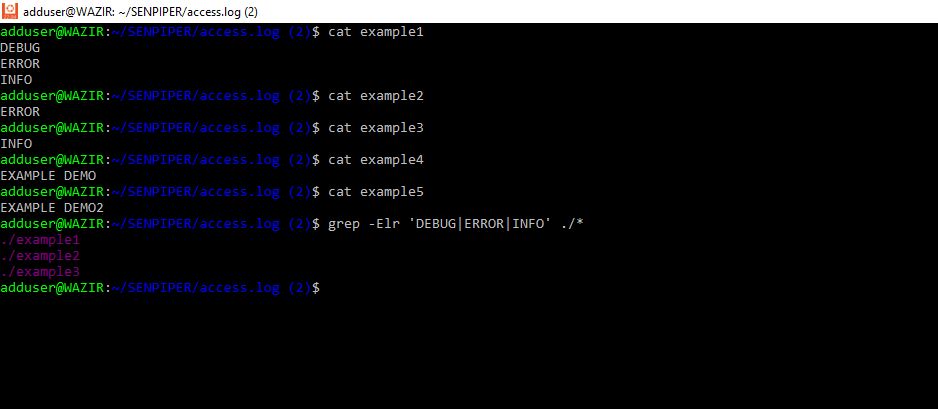 adduser@WAZIR: ~/SENPIPER/access.log (2)
adduser@WAZIR:~/SENPIPER/access.log (2)$ cat example1
DEBUG
ERROR
INFO
adduser@WAZIR:~/SENPIPER/access.log (2)$ cat example2
ERROR
adduser@WAZIR:~/SENPIPER/access.log (2)$ cat example3
INFO
adduser@WAZIR:~/SENPIPER/access.log (2)$ cat example4
EXAMPLE DEMO
adduser@WAZIR:~/SENPIPER/access.log (2)$ cat example5
EXAMPLE DEMO2
adduser@WAZIR:~/SENPIPER/access.log (2)$ grep -Elr 'DEBUG|ERROR|INFO' ./*
./example1
./example2
./example3
adduser@WAZIR:~/SENPIPER/access.log (2)$